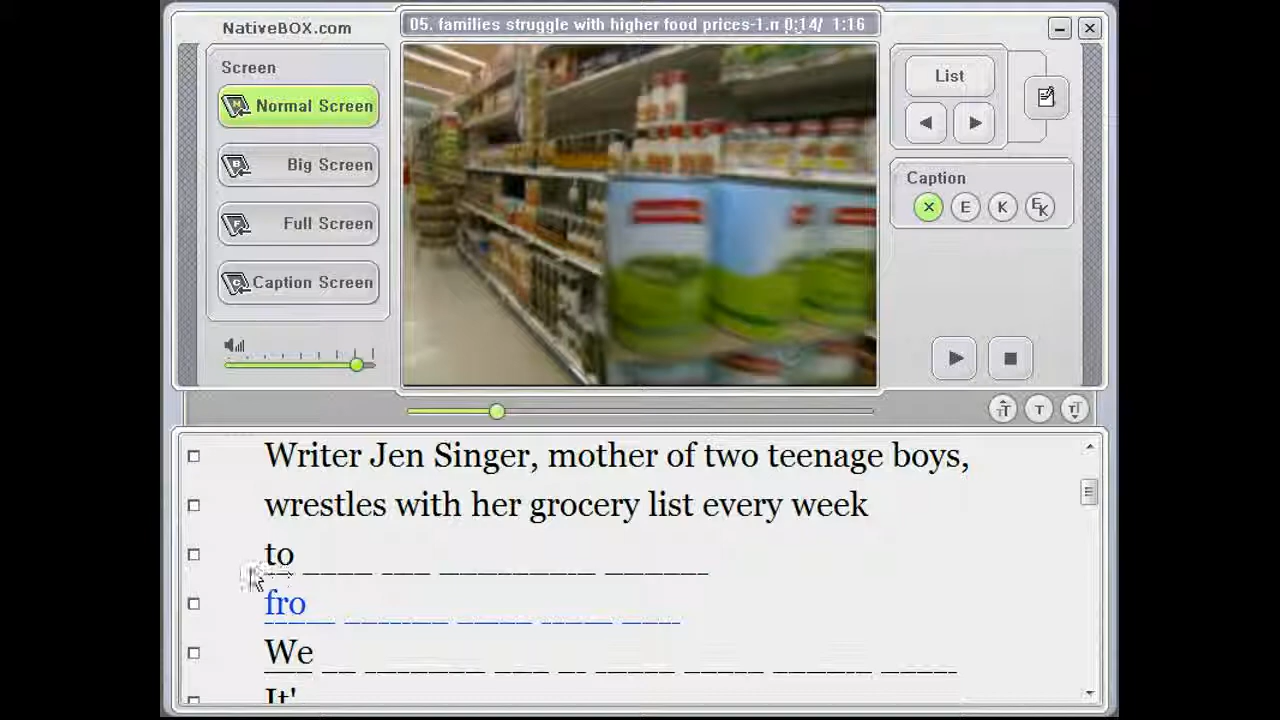 NativeBOX.com
05. families struggle with higher food prices-1.n 0:14/ 1:16
Screen
Normal Screen
Big Screen
Full Screen
Caption Screen
List
Caption
X E K EK
T T T
Writer Jen Singer, mother of two teenage boys,
wrestles with her grocery list every week
to
fro
We
It'